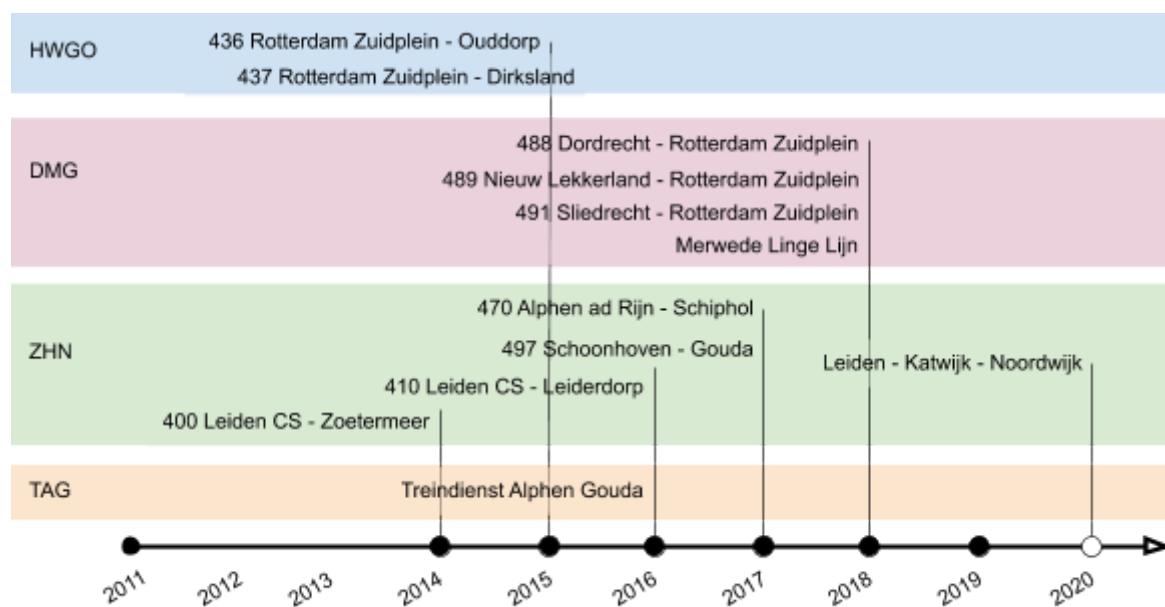 HWGO
436 Rotterdam Zuidplein - Ouddorp
437 Rotterdam Zuidplein - Dirksland
DMG
488 Dordrecht - Rotterdam Zuidplein
489 Nieuw Lekkerland - Rotterdam Zuidplein
491 Sliedrecht - Rotterdam Zuidplein
Merwede Linge Lijn
ZHN
470 Alphen ad Rijn - Schiphol
497 Schoonhoven - Gouda
Leiden - Katwijk - Noordwijk
410 Leiden CS - Leiderdorp
400 Leiden CS - Zoetermeer
TAG
Treindienst Alphen Gouda
2011 2012 2013 2014 2015 2016 2017 2018 2019 2020